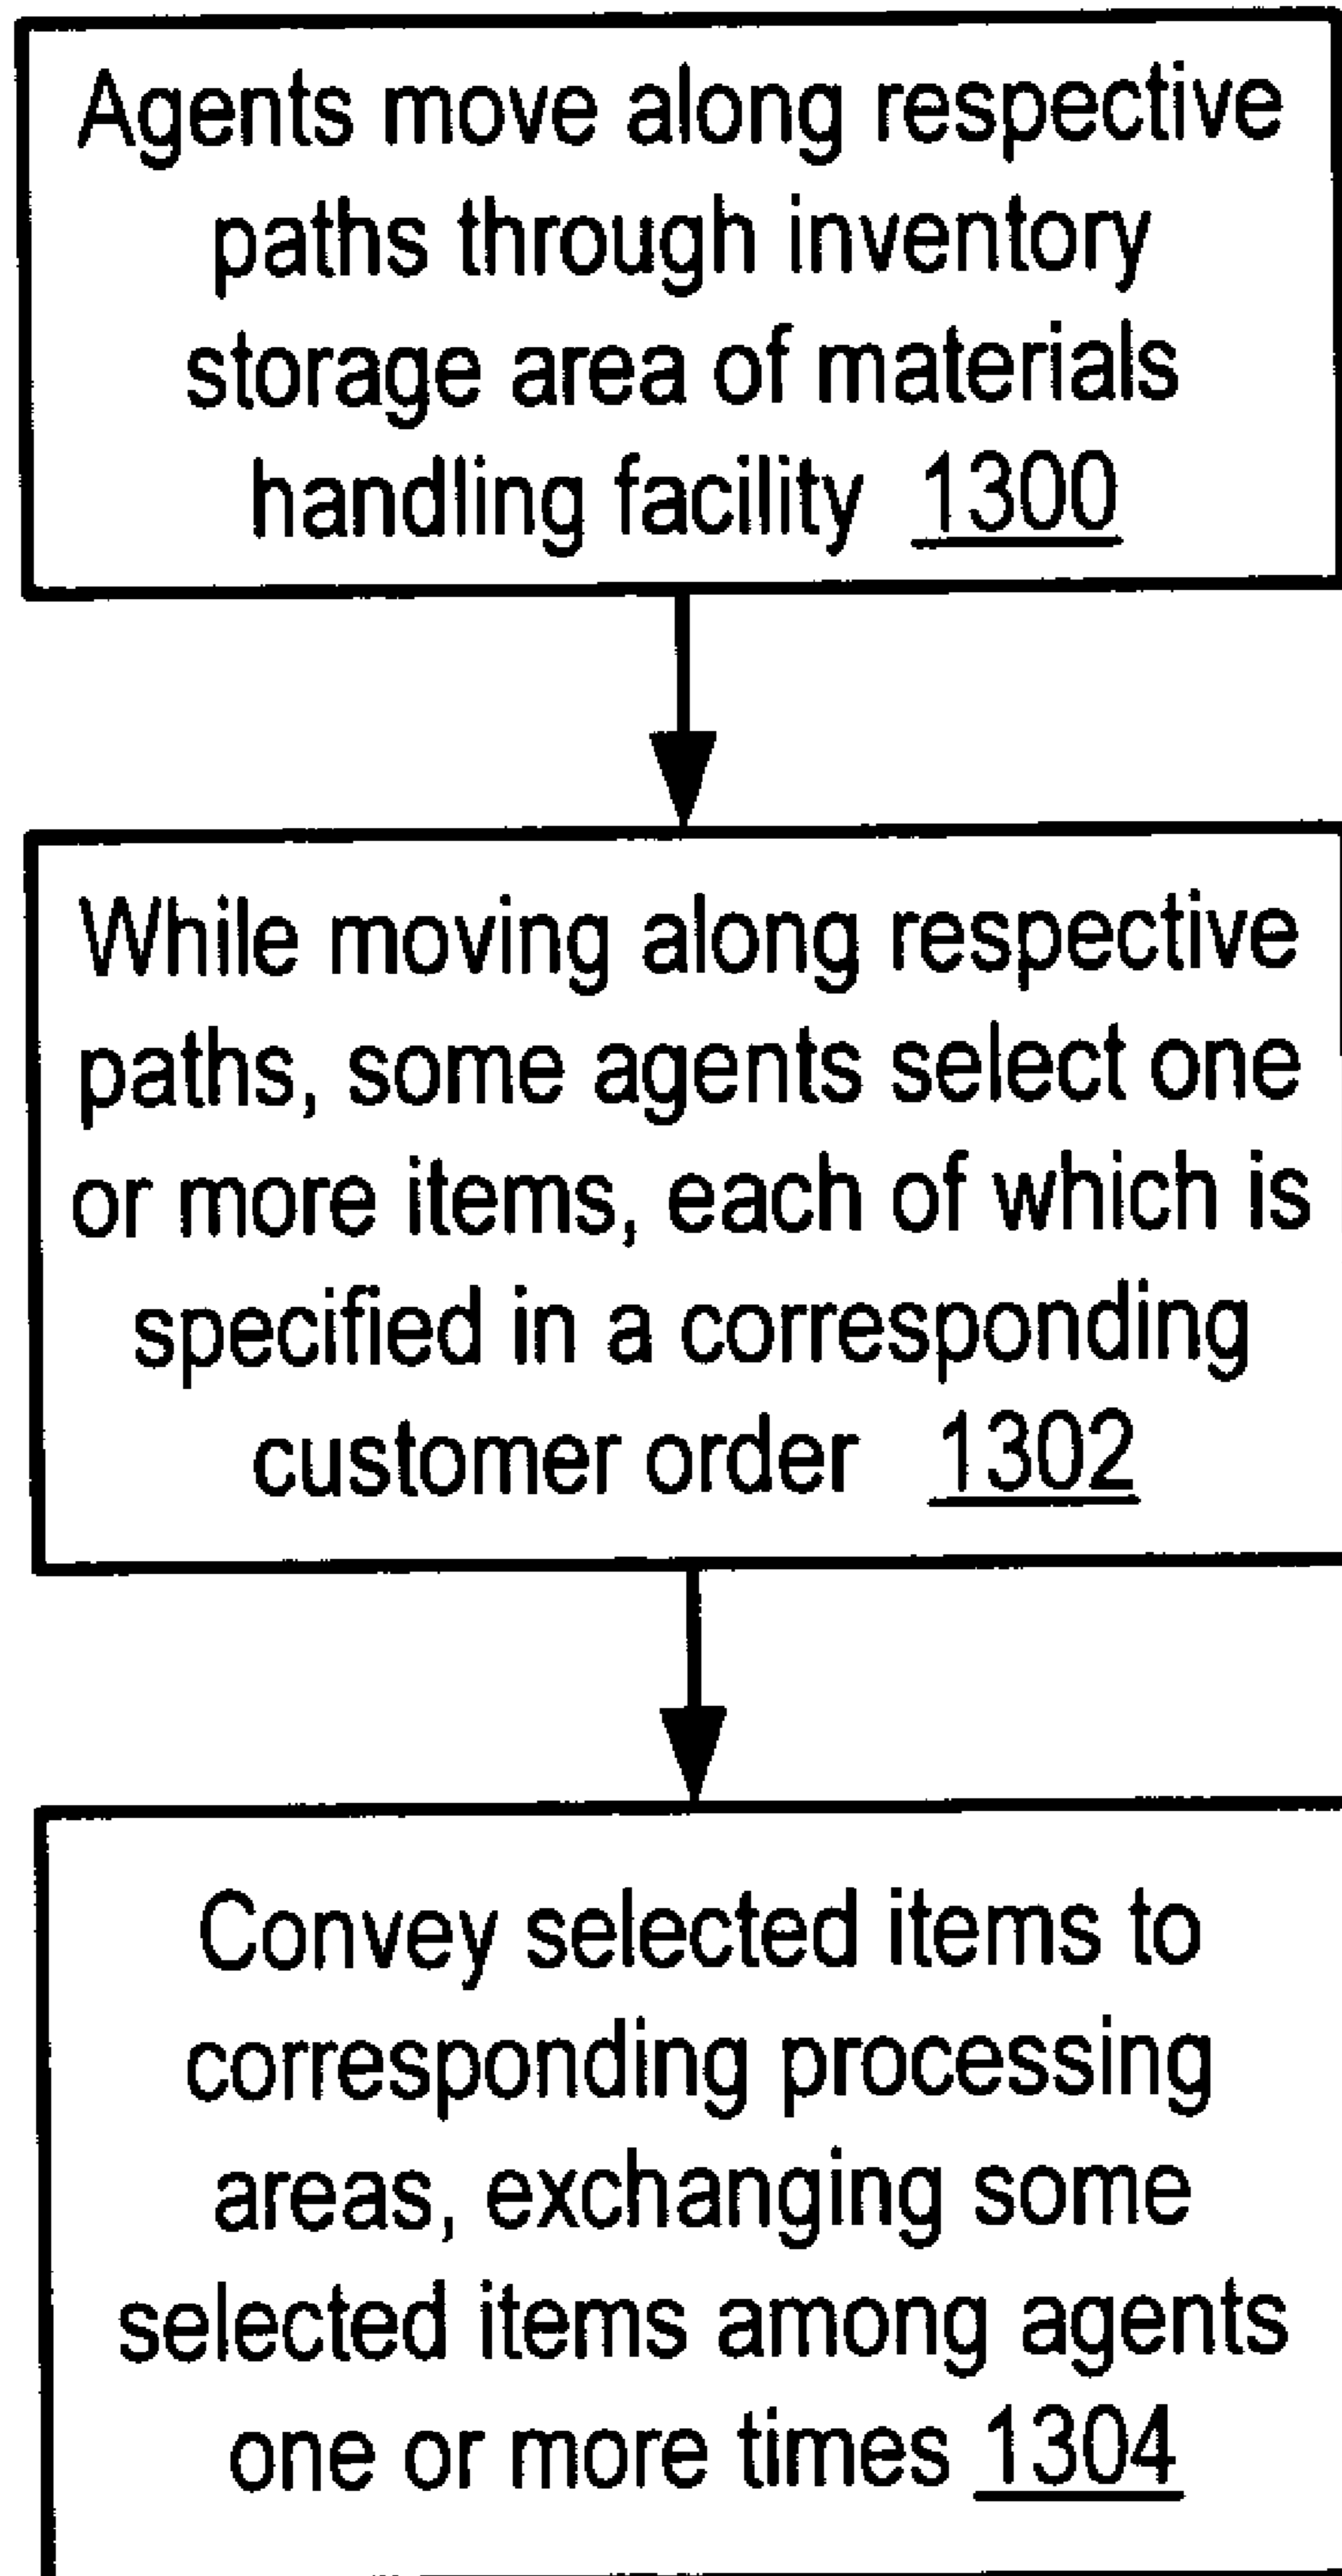 Agents move along respective
paths through inventory
storage area of materials
handling facility 1300
While moving along respective
paths, some agents select one
or more items, each of which is
specified in a corresponding
customer order 1302
Convey selected items to
corresponding processing
areas, exchanging some
selected items among agents
one or more times 1304